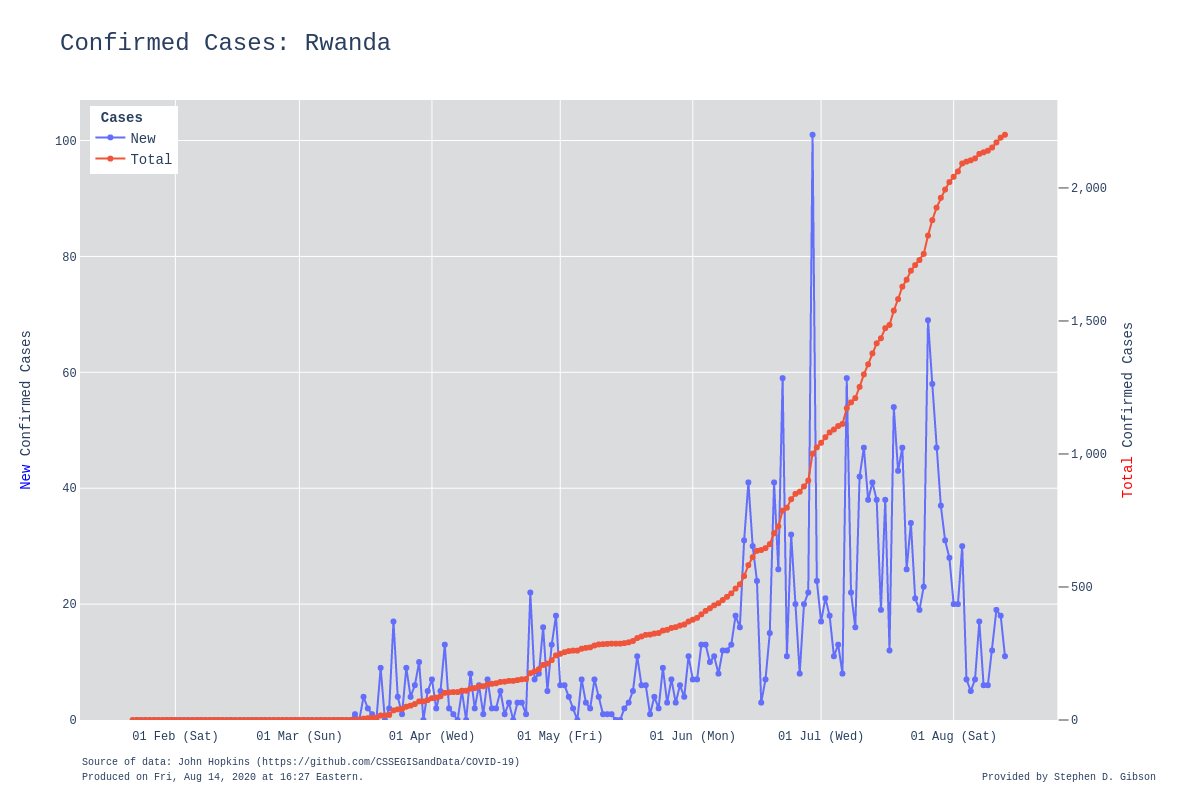 Confirmed Cases: Rwanda
Cases
New
Total
100
80
60
40
20
0
New Confirmed Cases
2,000
1,500
1,000
500
0
Total Confirmed Cases
01 Feb (Sat)
01 Mar (Sun)
01 Apr (Wed)
01 May (Fri)
01 Jun (Mon)
01 Jul (Wed)
01 Aug (Sat)
Source of data: John Hopkins (https://github.com/CSSEGISandData/COVID-19)
Produced on Fri, Aug 14, 2020 at 16:27 Eastern.
Provided by Stephen D. Gibson